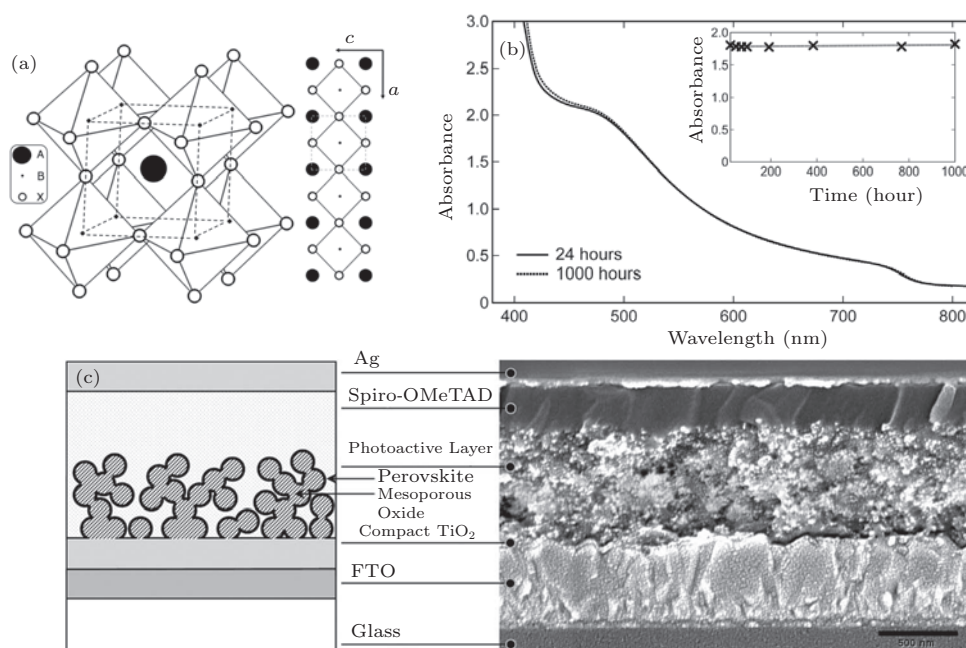 (a)
c
a
A
B
X
(b)
Absorbance
3.0
2.5
2.0
1.5
1.0
0.5
0
400
500
600
700
800
Wavelength (nm)
24 hours
1000 hours
Absorbance
2.0
1.5
1.0
0.5
0
200
400
600
800
1000
Time (hour)
(c)
Ag
Spiro-OMeTAD
Photoactive Layer
Perovskite
Mesoporous
Oxide
Compact TiO₂
FTO
Glass
500 nm